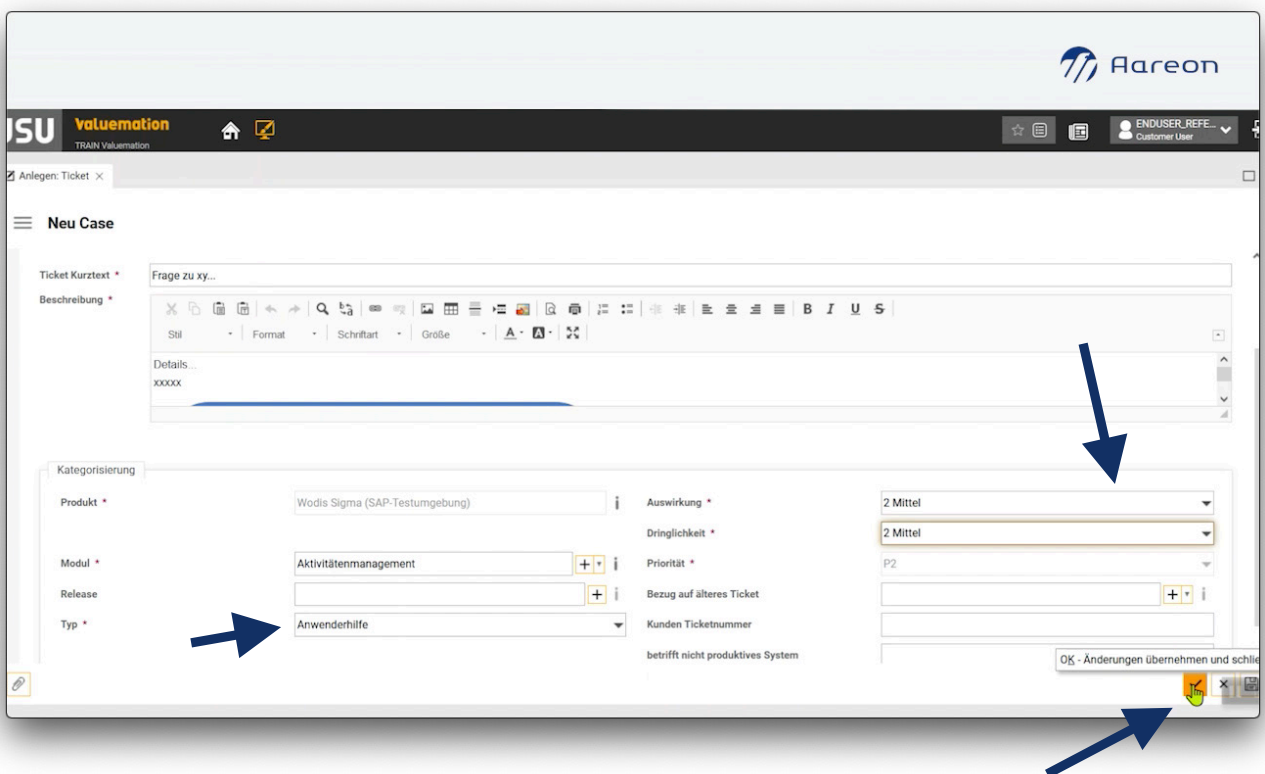 Aareon
USU
Valuemation
TRAIN Valuemation
ENDUSER_REFE...
Customer User
Anlegen: Ticket
Neu Case
Ticket Kurztext *
Frage zu xy...
Beschreibung *
Stil
Format
Schriftart
Größe
Details...
xxxxx
Kategorisierung
Produkt *
Wodis Sigma (SAP-Testumgebung)
Auswirkung *
2 Mittel
Dringlichkeit *
2 Mittel
Modul *
Aktivitätenmanagement
Priorität *
P2
Release
Bezug auf älteres Ticket
Typ *
Anwenderhilfe
Kunden Ticketnummer
betrifft nicht produktives System
OK - Änderungen übernehmen und schlie